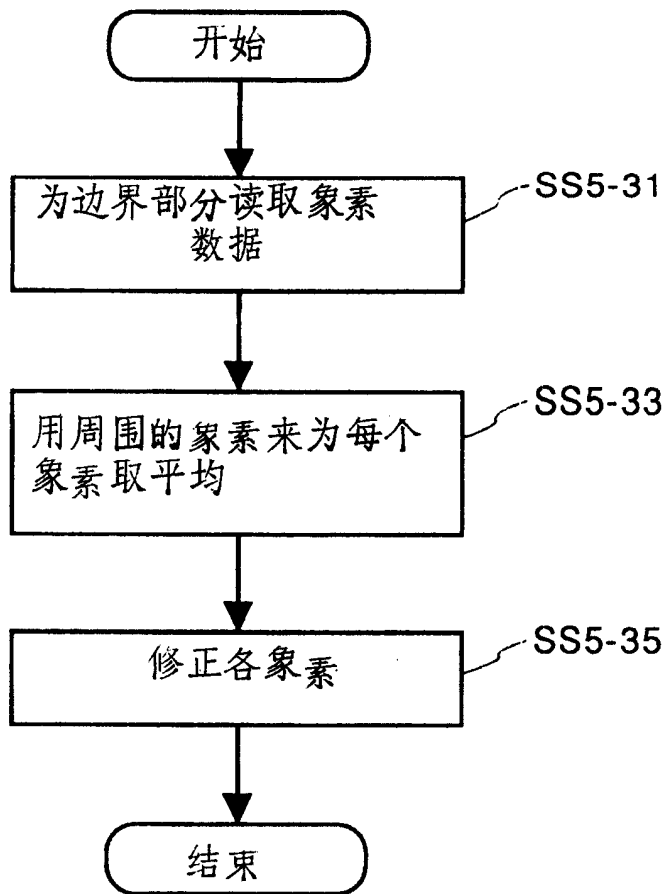 开始
为边界部分读取象素
数据
SS5-31
用周围的象素来为每个
象素取平均
SS5-33
修正各象素
SS5-35
结束